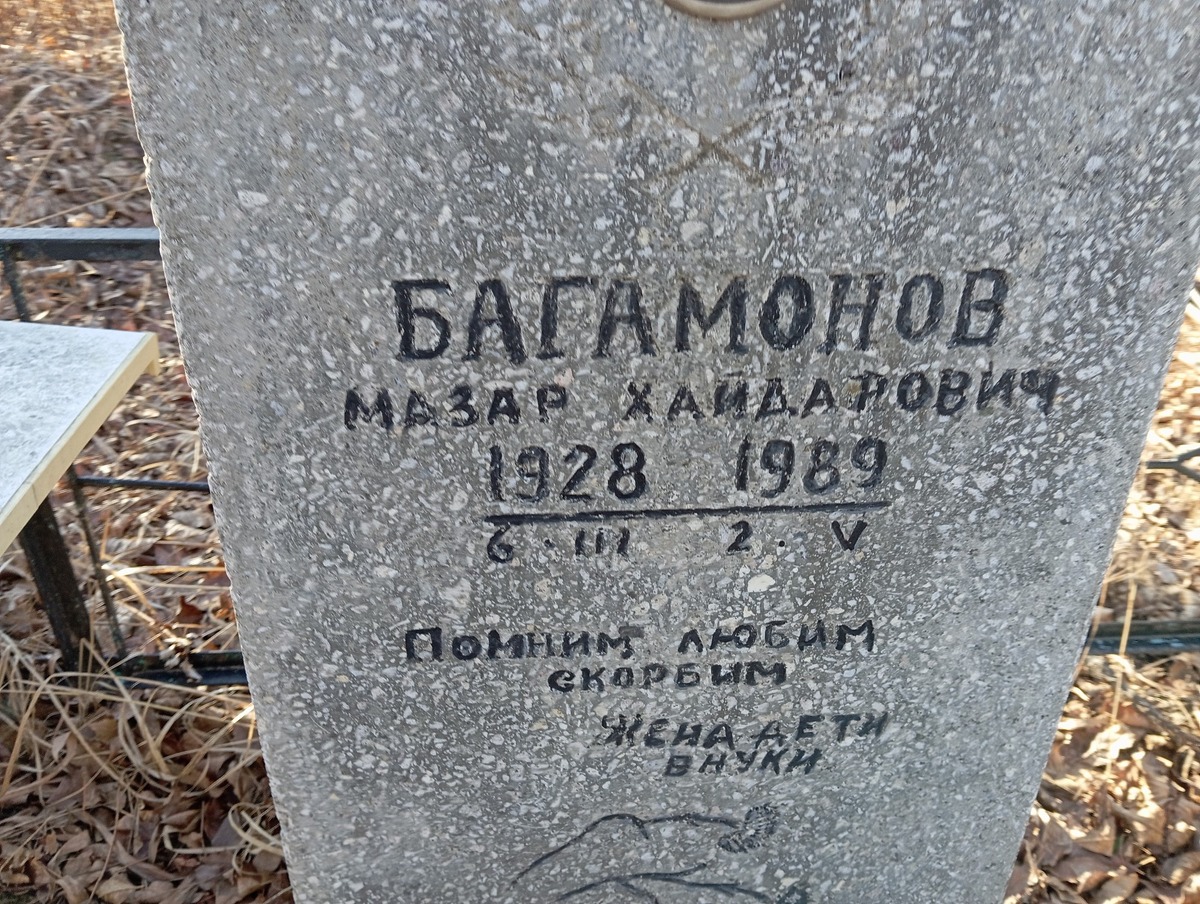 БАГАМОНОВ
МАЗАР ХАЙДАРОВИЧ
1928 1989
6. III 2. V
ПОМНИМ ЛЮБИМ
СКОРБИМ
ЖЕНА ДЕТИ
ВНУКИ